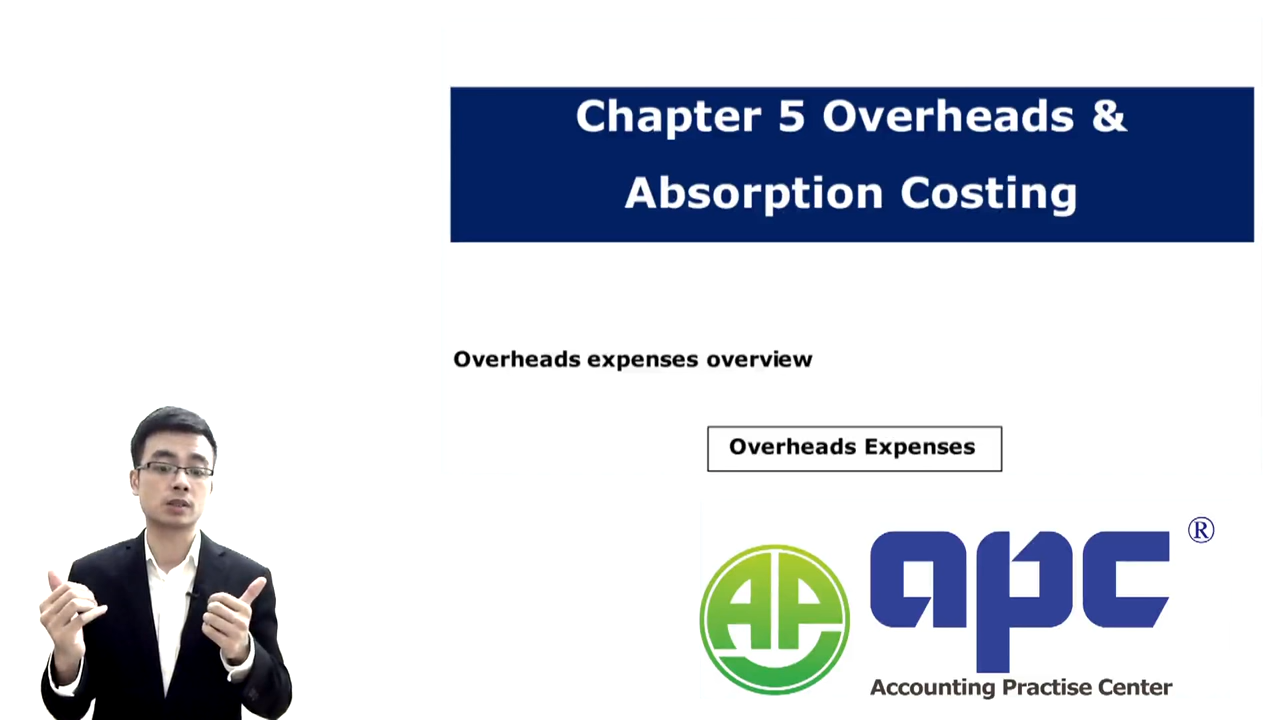 Chapter 5 Overheads &
Absorption Costing
Overheads expenses overview
Overheads Expenses
AP
apc ®
Accounting Practise Center